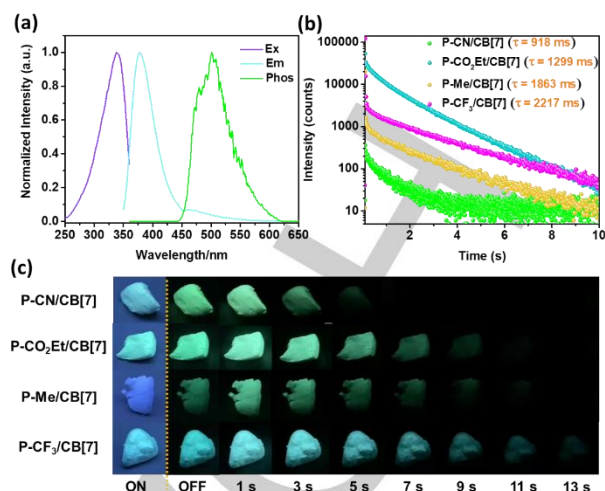 (a)
Normalized Intensity (a.u.)
1.0
0.8
0.6
0.4
0.2
0.0
Ex
Em
Phos
250 300 350 400 450 500 550 600 650
Wavelength/nm
(b)
Intensity (counts)
100000
10000
1000
100
10
P-CN/CB[7] (τ = 918 ms)
P-CO₂Et/CB[7] (τ = 1299 ms)
P-Me/CB[7] (τ = 1863 ms)
P-CF₃/CB[7] (τ = 2217 ms)
0 2 4 6 8 10
Time (s)
(c)
P-CN/CB[7]
P-CO₂Et/CB[7]
P-Me/CB[7]
P-CF₃/CB[7]
ON OFF 1 s 3 s 5 s 7 s 9 s 11 s 13 s